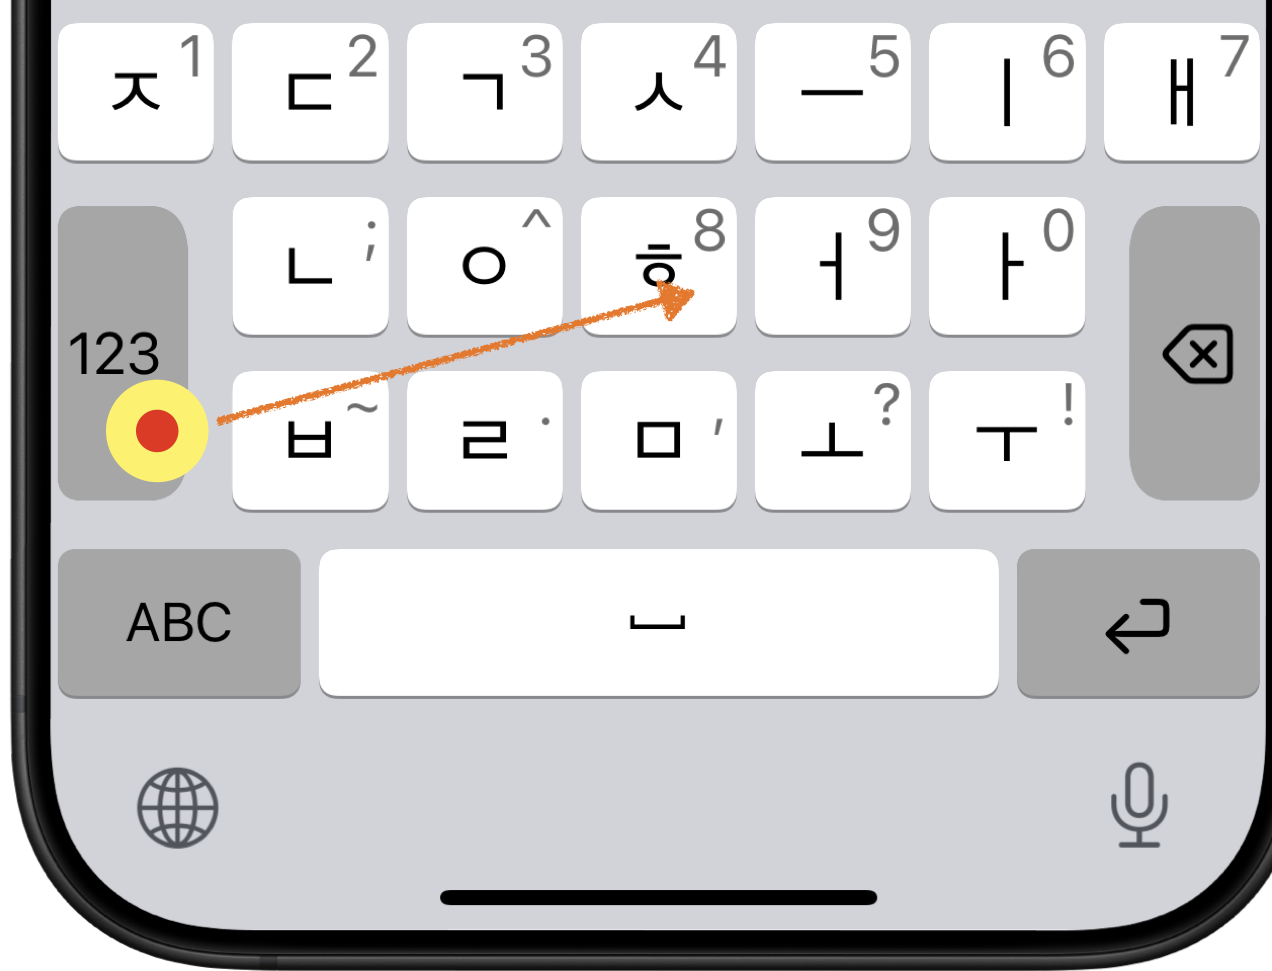 ㅈ 1 ㄷ 2 ㄱ 3 ㅅ 4 ㅡ 5 ㅣ 6 ㅐ 7
ㄴ ; ㅇ ^ ㅎ 8 ㅓ 9 ㅏ 0
123
ㅂ ~ ㄹ . ㅁ , ㅗ ? ㅜ !
ABC